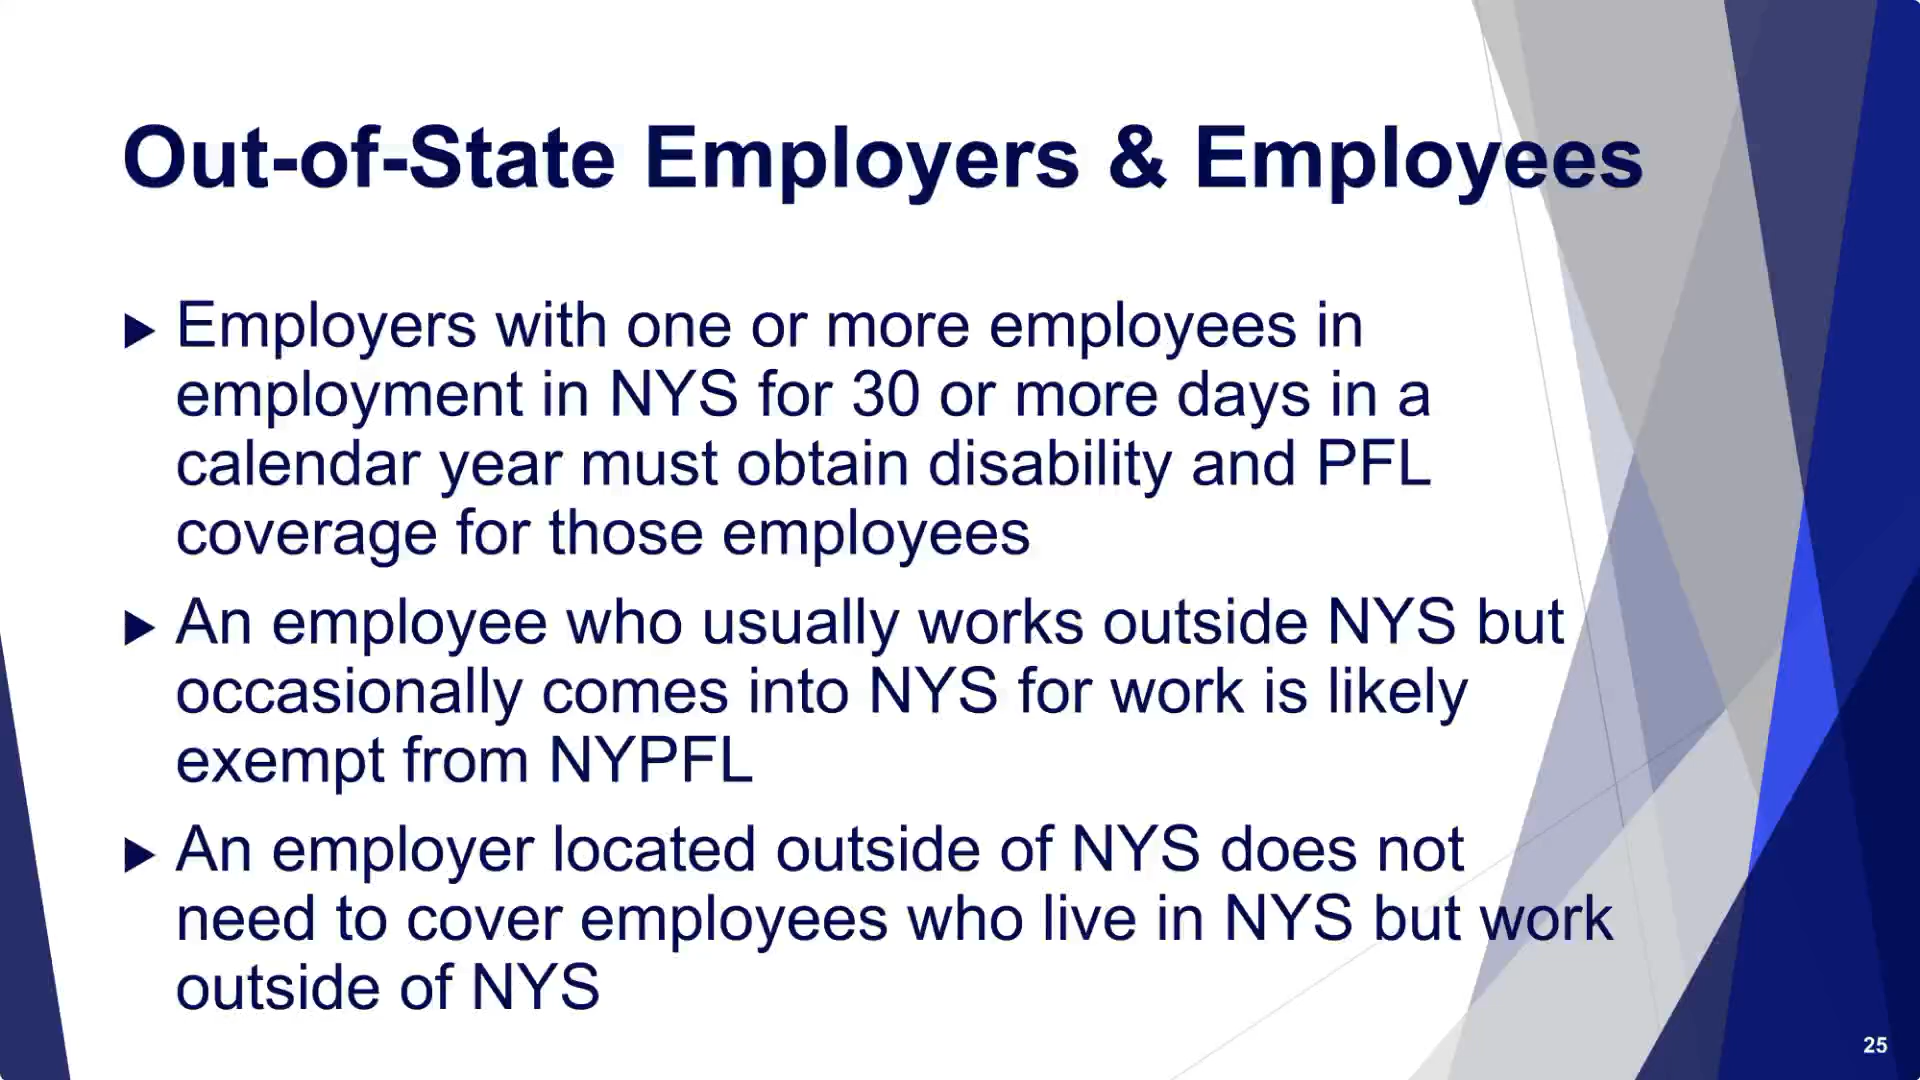 Out-of-State Employers & Employees
Employers with one or more employees in
employment in NYS for 30 or more days in a
calendar year must obtain disability and PFL
coverage for those employees
An employee who usually works outside NYS but
occasionally comes into NYS for work is likely
exempt from NYPFL
An employer located outside of NYS does not
need to cover employees who live in NYS but work
outside of NYS
25